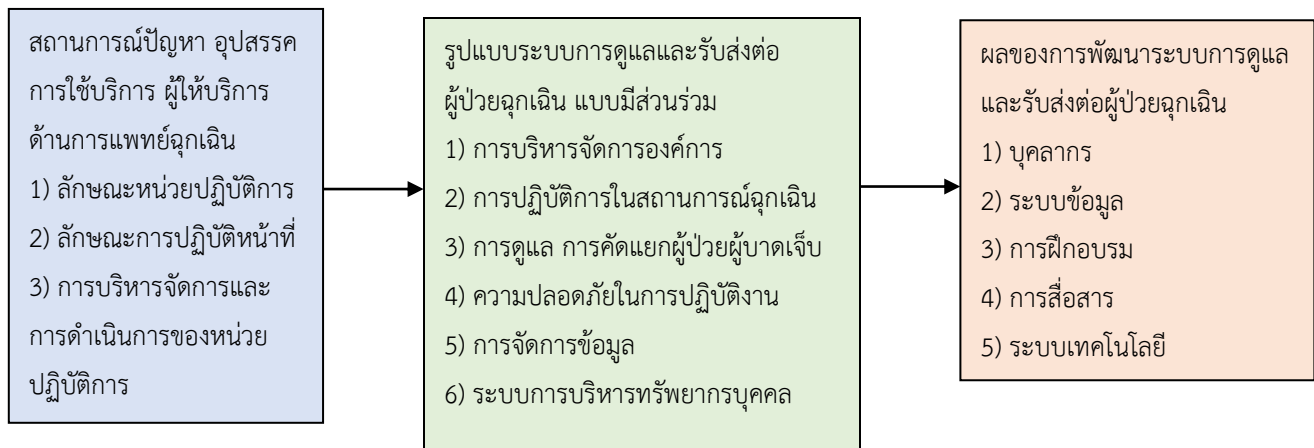 สถานการณ์ปัญหา อุปสรรค
การใช้บริการ ผู้ให้บริการ
ด้านการแพทย์ฉุกเฉิน
1) ลักษณะหน่วยปฏิบัติการ
2) ลักษณะการปฏิบัติหน้าที่
3) การบริหารจัดการและ
การดำเนินการของหน่วย
ปฏิบัติการ
รูปแบบระบบการดูแลและรับส่งต่อ
ผู้ป่วยฉุกเฉิน แบบมีส่วนร่วม
1) การบริหารจัดการองค์การ
2) การปฏิบัติการในสถานการณ์ฉุกเฉิน
3) การดูแล การคัดแยกผู้ป่วยผู้บาดเจ็บ
4) ความปลอดภัยในการปฏิบัติงาน
5) การจัดการข้อมูล
6) ระบบการบริหารทรัพยากรบุคคล
ผลของการพัฒนาระบบการดูแล
และรับส่งต่อผู้ป่วยฉุกเฉิน
1) บุคลากร
2) ระบบข้อมูล
3) การฝึกอบรม
4) การสื่อสาร
5) ระบบเทคโนโลยี